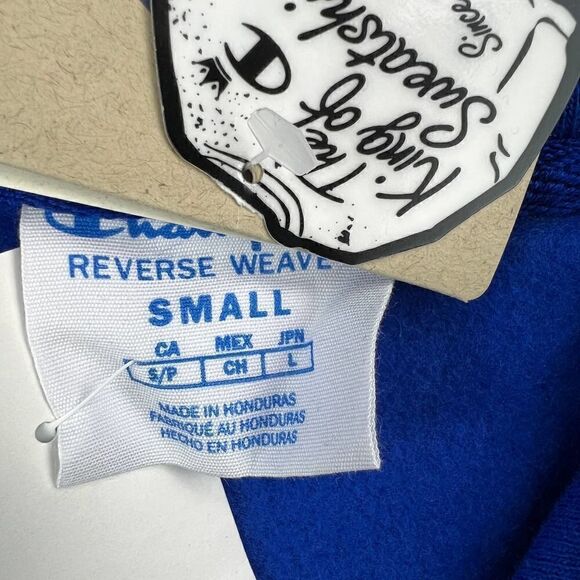 The
King of
Sweatshi
Since
REVERSE WEAVE
SMALL
CA MEX JPN
S/P CH L
MADE IN HONDURAS
FABRIQUÉ AU HONDURAS
HECHO EN HONDURAS